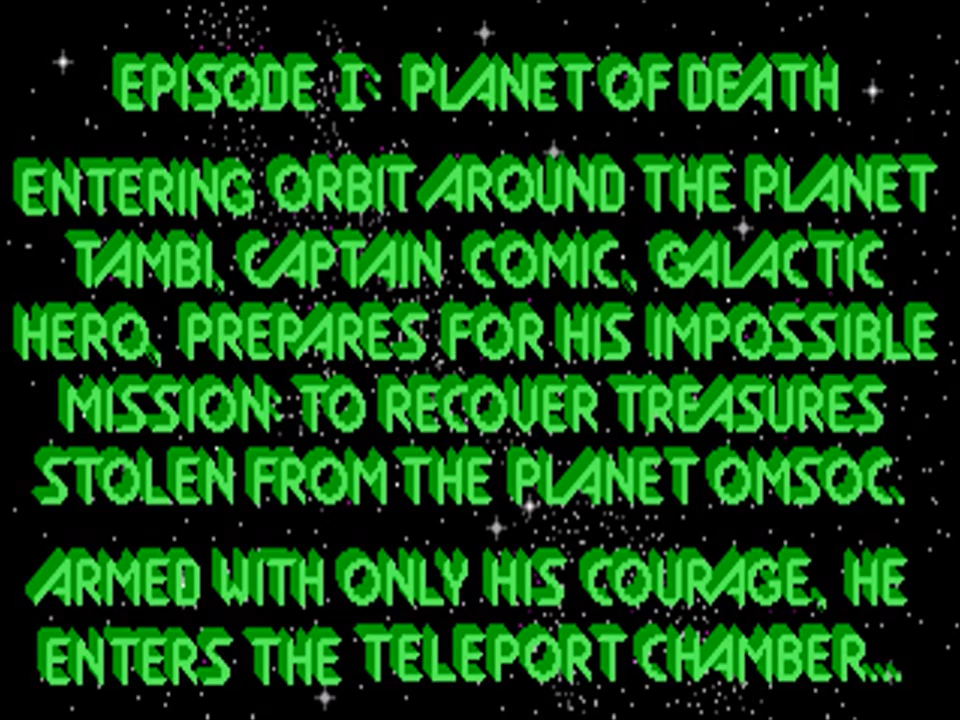 EPISODE I: PLANET OF DEATH
ENTERING ORBIT AROUND THE PLANET
TAMBI, CAPTAIN COMIC, GALACTIC
HERO, PREPARES FOR HIS IMPOSSIBLE
MISSION: TO RECOVER TREASURES
STOLEN FROM THE PLANET OMSOC.
ARMED WITH ONLY HIS COURAGE, HE
ENTERS THE TELEPORT CHAMBER...